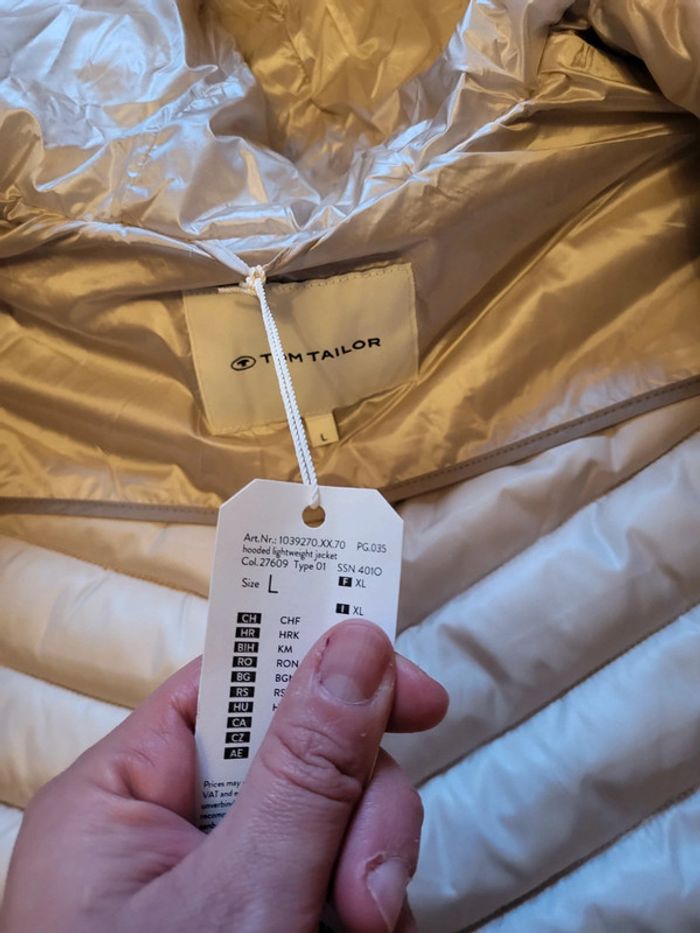 TOM TAILOR
L
Art.Nr.: 1039270.XX.70 PG.035
hooded lightweight jacket
Col.27609 Type 01 SSN 4010
Size L F XL
I XL
CH CHF
HR HRK
BIH KM
RO RON
BG
RS
HU
CA
CZ
AE
Prices may
VAT and